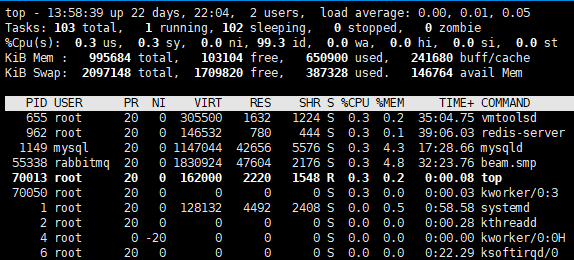 top - 13:58:39 up 22 days, 22:04,  2 users,  load average: 0.00, 0.01, 0.05
Tasks: 103 total,   1 running, 102 sleeping,   0 stopped,   0 zombie
%Cpu(s):  0.3 us,  0.3 sy,  0.0 ni, 99.3 id,  0.0 wa,  0.0 hi,  0.0 si,  0.0 st
KiB Mem :   995684 total,   103104 free,   650900 used,   241680 buff/cache
KiB Swap:  2097148 total,  1709820 free,   387328 used.   146764 avail Mem
PID USER      PR  NI    VIRT    RES    SHR S %CPU %MEM     TIME+ COMMAND
655 root      20   0  305500   1632   1224 S  0.3  0.2  35:04.75 vmtoolsd
962 root      20   0  146532    780    444 S  0.3  0.1  39:06.03 redis-server
1149 mysql     20   0 1147044  42656   5576 S  0.3  4.3  17:28.66 mysqld
55338 rabbitmq  20   0 1830924  47604   2176 S  0.3  4.8  32:23.76 beam.smp
70013 root      20   0  162000   2220   1548 R  0.3  0.2   0:00.08 top
70050 root      20   0       0      0      0 S  0.3  0.0   0:00.03 kworker/0:3
1 root      20   0  128132   4492   2408 S  0.0  0.5   0:58.58 systemd
2 root      20   0       0      0      0 S  0.0  0.0   0:00.28 kthreadd
4 root       0 -20       0      0      0 S  0.0  0.0   0:00.00 kworker/0:0H
6 root      20   0       0      0      0 S  0.0  0.0   0:22.29 ksoftirqd/0